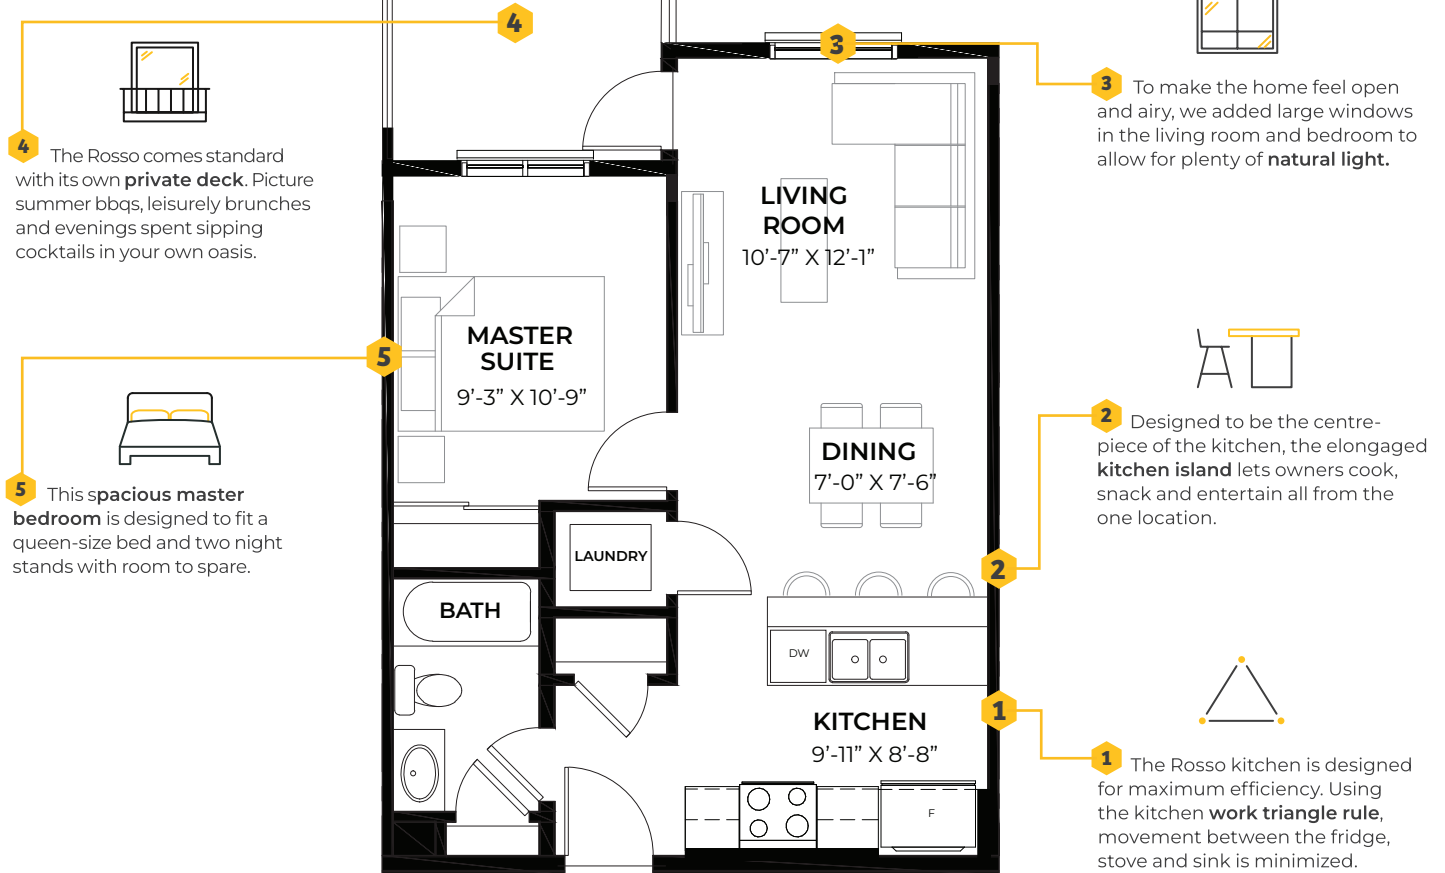 4
4
The Rosso comes standard
with its own private deck. Picture
summer bbqs, leisurely brunches
and evenings spent sipping
cocktails in your own oasis.
5
5
This spacious master
bedroom is designed to fit a
queen-size bed and two night
stands with room to spare.
MASTER
SUITE
9’-3” X 10’-9”
LIVING
ROOM
10’-7” X 12’-1”
DINING
7’-0” X 7’-6”
LAUNDRY
BATH
DW
KITCHEN
9’-11” X 8’-8”
F
3
3
To make the home feel open
and airy, we added large windows
in the living room and bedroom to
allow for plenty of natural light.
2
2
Designed to be the centre-
piece of the kitchen, the elongaged
kitchen island lets owners cook,
snack and entertain all from the
one location.
1
1
The Rosso kitchen is designed
for maximum efficiency. Using
the kitchen work triangle rule,
movement between the fridge,
stove and sink is minimized.